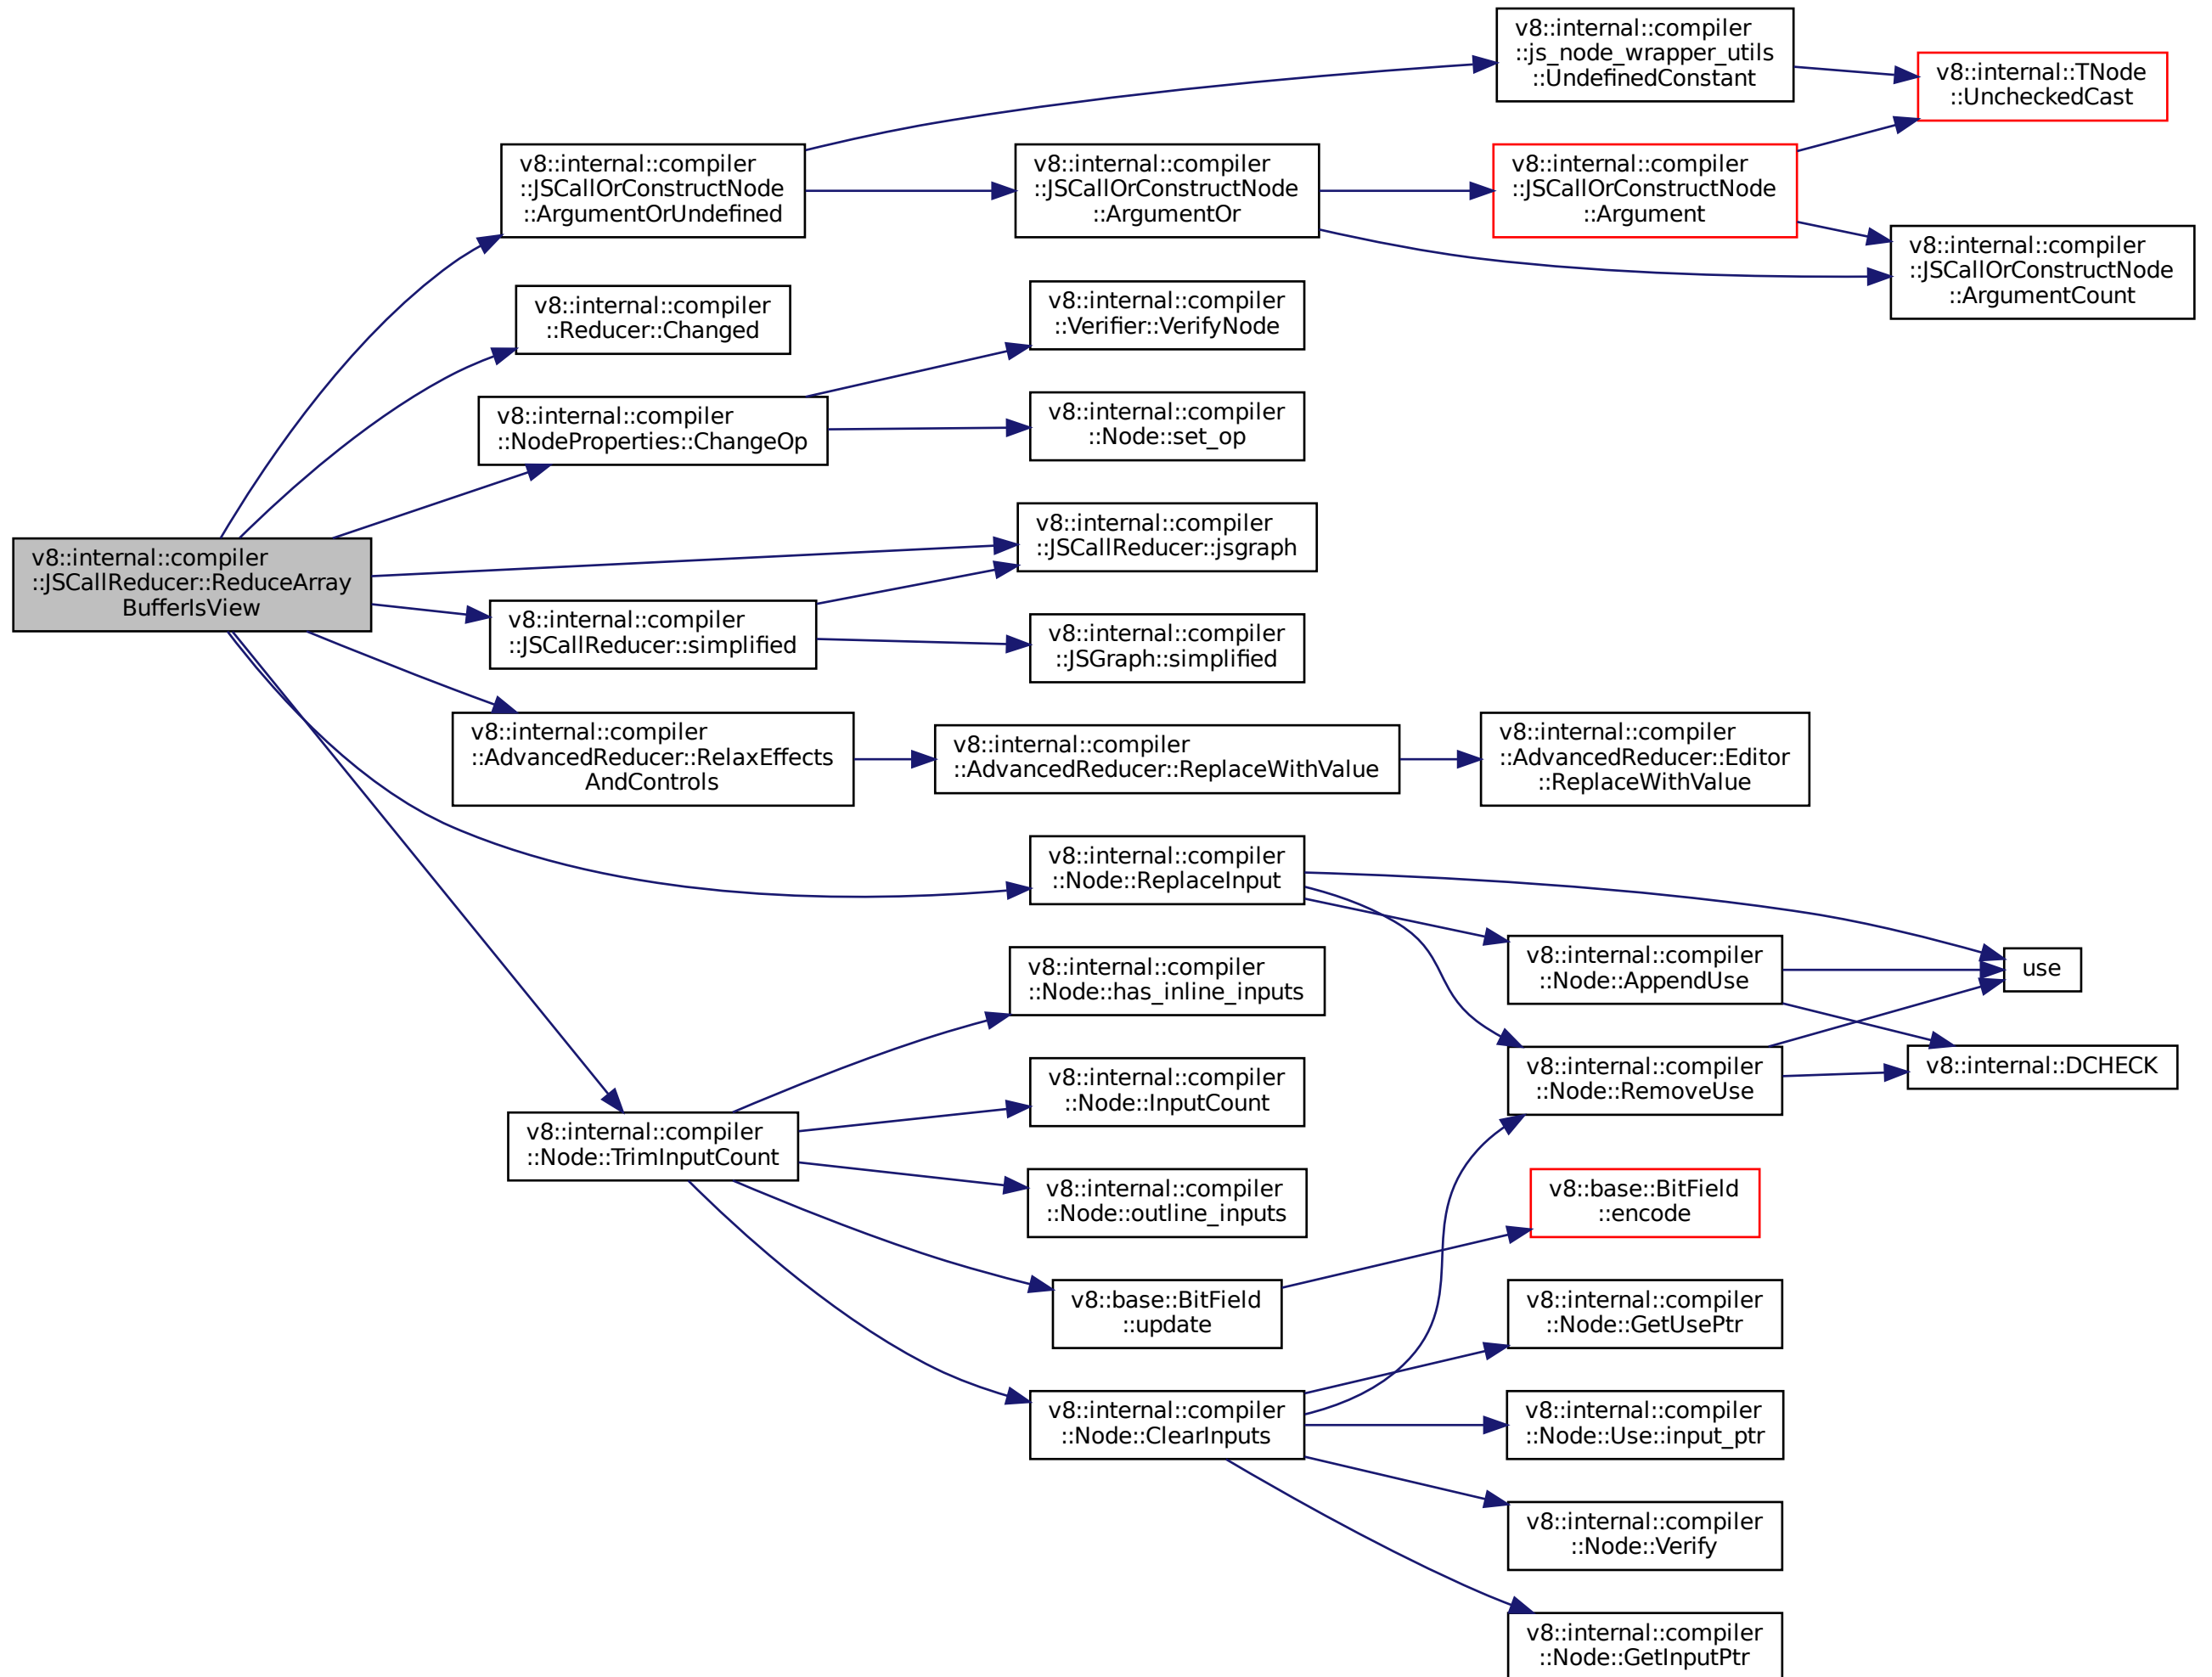 v8::internal::compiler
::JSCallReducer::ReduceArray
BufferIsView
v8::internal::compiler
::JSCallOrConstructNode
::ArgumentOrUndefined
v8::internal::compiler
::js_node_wrapper_utils
::UndefinedConstant
v8::internal::TNode
::UncheckedCast
v8::internal::compiler
::JSCallOrConstructNode
::ArgumentOr
v8::internal::compiler
::JSCallOrConstructNode
::Argument
v8::internal::compiler
::JSCallOrConstructNode
::ArgumentCount
v8::internal::compiler
::Reducer::Changed
v8::internal::compiler
::NodeProperties::ChangeOp
v8::internal::compiler
::Verifier::VerifyNode
v8::internal::compiler
::Node::set_op
v8::internal::compiler
::JSCallReducer::jsgraph
v8::internal::compiler
::JSCallReducer::simplified
v8::internal::compiler
::JSGraph::simplified
v8::internal::compiler
::AdvancedReducer::RelaxEffects
AndControls
v8::internal::compiler
::AdvancedReducer::ReplaceWithValue
v8::internal::compiler
::AdvancedReducer::Editor
::ReplaceWithValue
v8::internal::compiler
::Node::ReplaceInput
v8::internal::compiler
::Node::AppendUse
use
v8::internal::compiler
::Node::RemoveUse
v8::internal::DCHECK
v8::internal::compiler
::Node::TrimInputCount
v8::internal::compiler
::Node::has_inline_inputs
v8::internal::compiler
::Node::InputCount
v8::internal::compiler
::Node::outline_inputs
v8::base::BitField
::update
v8::base::BitField
::encode
v8::internal::compiler
::Node::ClearInputs
v8::internal::compiler
::Node::GetUsePtr
v8::internal::compiler
::Node::Use::input_ptr
v8::internal::compiler
::Node::Verify
v8::internal::compiler
::Node::GetInputPtr